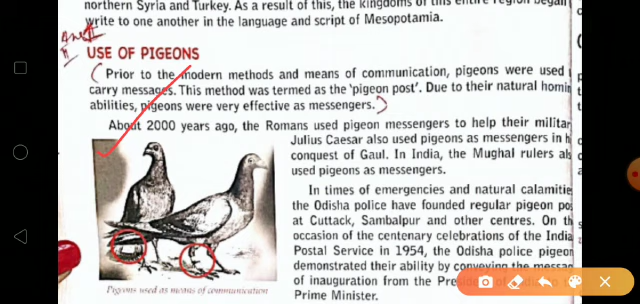 northern Syria and Turkey. As a result of this, the kingdoms of this entire region began
write to one another in the language and script of Mesopotamia.
USE OF PIGEONS
Prior to the modern methods and means of communication, pigeons were used
carry messages. This method was termed as the 'pigeon post'. Due to their natural homin
abilities, pigeons were very effective as messengers.
About 2000 years ago, the Romans used pigeon messengers to help their militar
Julius Caesar also used pigeons as messengers in h
conquest of Gaul. In India, the Mughal rulers als
used pigeons as messengers.
In times of emergencies and natural calamitie
the Odisha police have founded regular pigeon po
at Cuttack, Sambalpur and other centres. On th
occasion of the centenary celebrations of the India
Postal Service in 1954, the Odisha police pigeon
demonstrated their ability by conveying the messag
of inauguration from the Pre
Prime Minister.
Pigeons used as means of communication